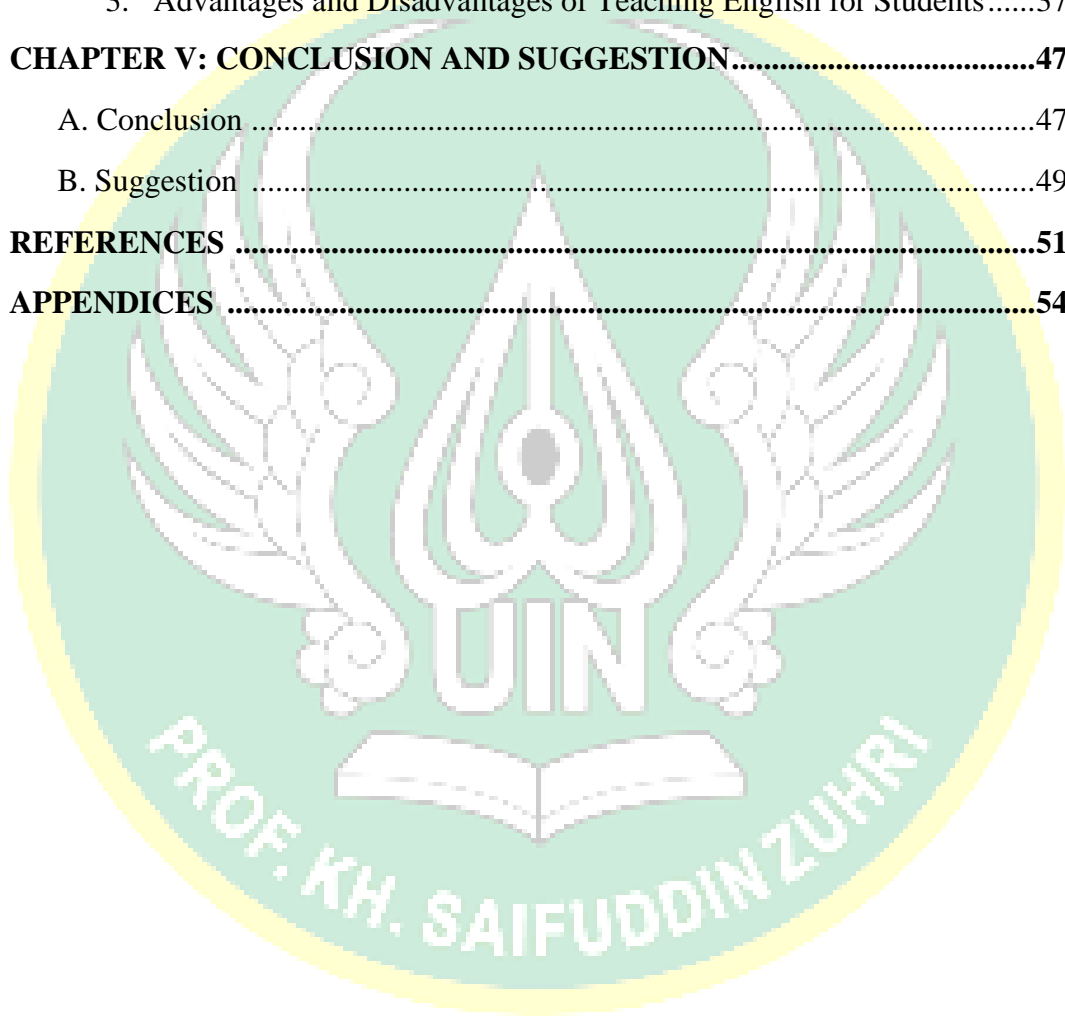 3. Advantages and Disadvantages of Teaching English for Students......37
CHAPTER V: CONCLUSION AND SUGGESTION..................................47
A. Conclusion ....................................................................................47
B. Suggestion ....................................................................................49
REFERENCES ....................................................................................51
APPENDICES .....................................................................................54
UIN
PROF. KH. SAIFUDDIN ZUHRI